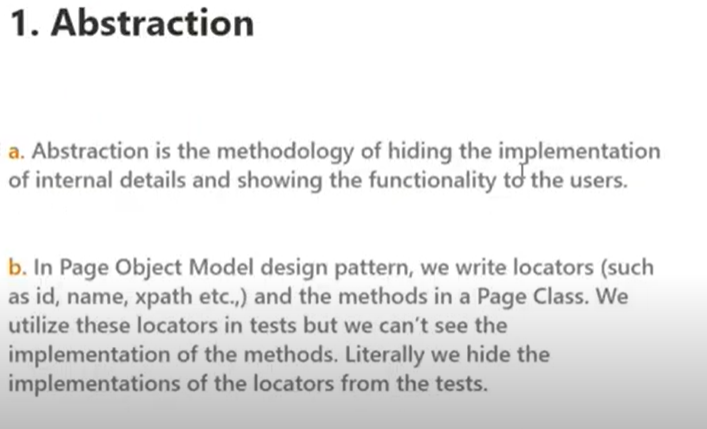 1. Abstraction
a. Abstraction is the methodology of hiding the implementation
of internal details and showing the functionality to the users.
b. In Page Object Model design pattern, we write locators (such
as id, name, xpath etc.,) and the methods in a Page Class. We
utilize these locators in tests but we can't see the
implementation of the methods. Literally we hide the
implementations of the locators from the tests.